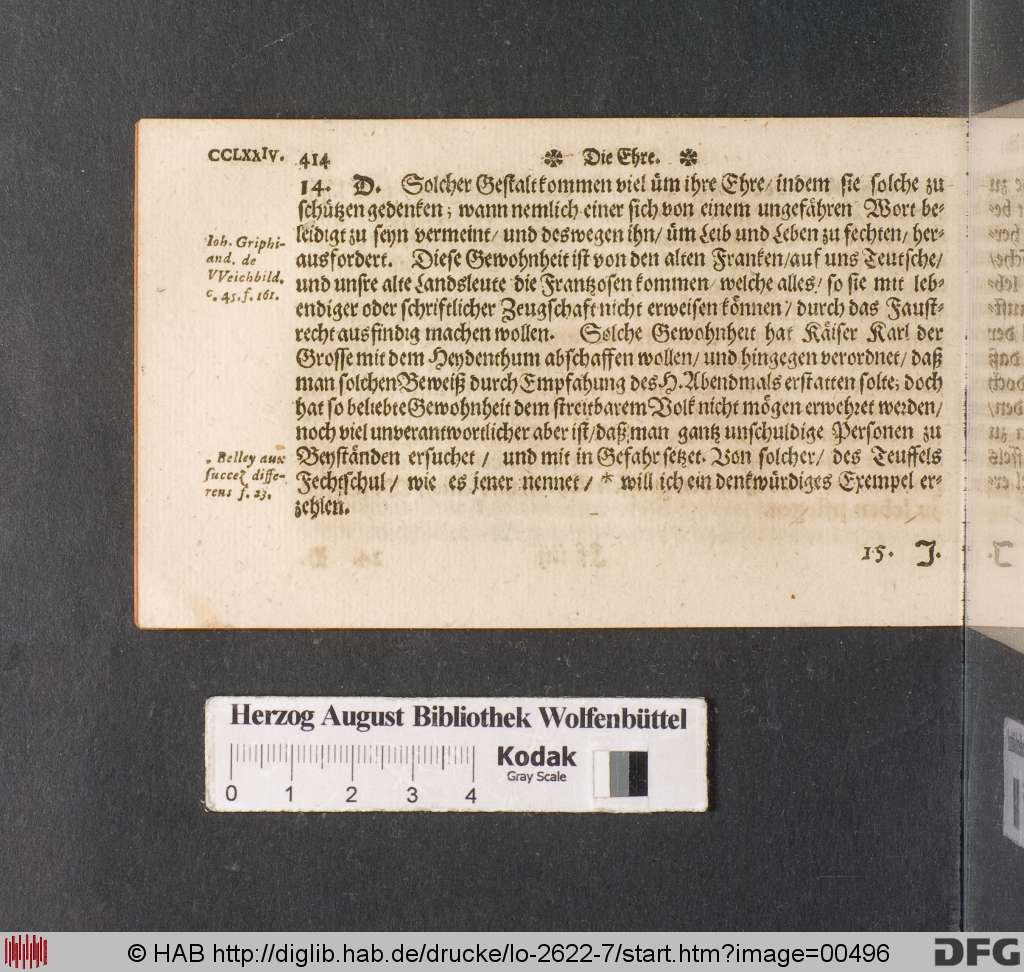 CCLXXIV. 414 Die Ehre.
14. D. Solcher Gestalt kommen viel üm ihre Ehre/ indem sie solche zu
schützen gedenken; wann nemlich einer sich von einem ungefähren Wort be-
leidigt zu seyn vermeint/ und deswegen ihn/ üm Leib und Leben zu fechten/ her-
Ioh. Griphi-
and. de
VVeichbild.
c. 45. f. 161.
ausfordert. Diese Gewohnheit ist von den alten Franken/ auf uns Teutsche/
und unsre alte Landsleute die Frantzosen kommen/ welche alles/ so sie mit leb-
endiger oder schriftlicher Zeugschaft nicht erweisen können/ durch das Faust-
recht ausfindig machen wollen. Solche Gewohnheit hat Käiser Karl der
Grosse mit dem Heydenthum abschaffen wollen/ und hingegen verordnet/ daß
man solchen Beweiß durch Empfahung des H. Abendmals erstatten solte; doch
hat so beliebte Gewohnheit dem streitbarem Volk nicht mögen erwehret werden/
noch viel unverantwortlicher aber ist/ daß man gantz unschuldige Personen zu
Beyständen ersuchet/ und mit in Gefahr setzet. Von solcher/ des Teuffels
Fechtschul/ wie es jener nennet/ * will ich ein denkwürdiges Exempel er-
zehlen.
* Belley aux
succez diffe-
rens f. 23.
15. J.
Herzog August Bibliothek Wolfenbüttel
Kodak
Gray Scale
0 1 2 3 4
© HAB http://diglib.hab.de/drucke/lo-2622-7/start.htm?image=00496
DFG